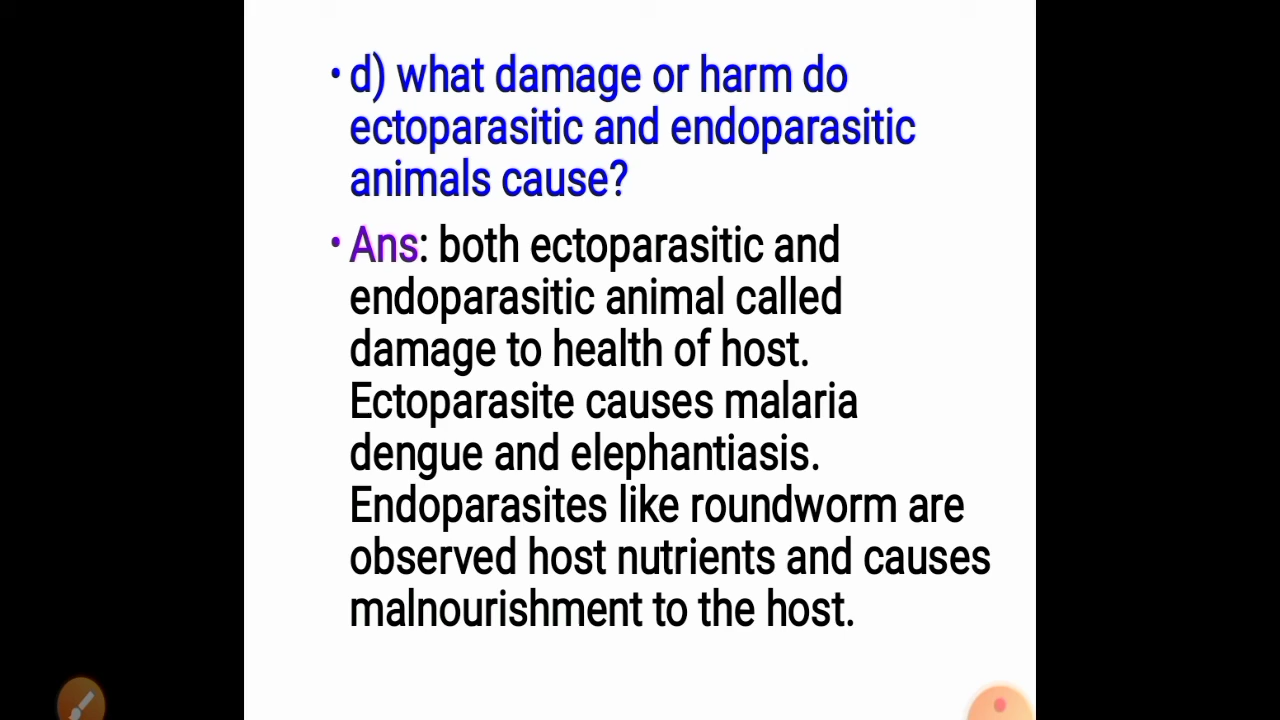 • d) what damage or harm do
ectoparasitic and endoparasitic
animals cause?
• Ans: both ectoparasitic and
endoparasitic animal called
damage to health of host.
Ectoparasite causes malaria
dengue and elephantiasis.
Endoparasites like roundworm are
observed host nutrients and causes
malnourishment to the host.